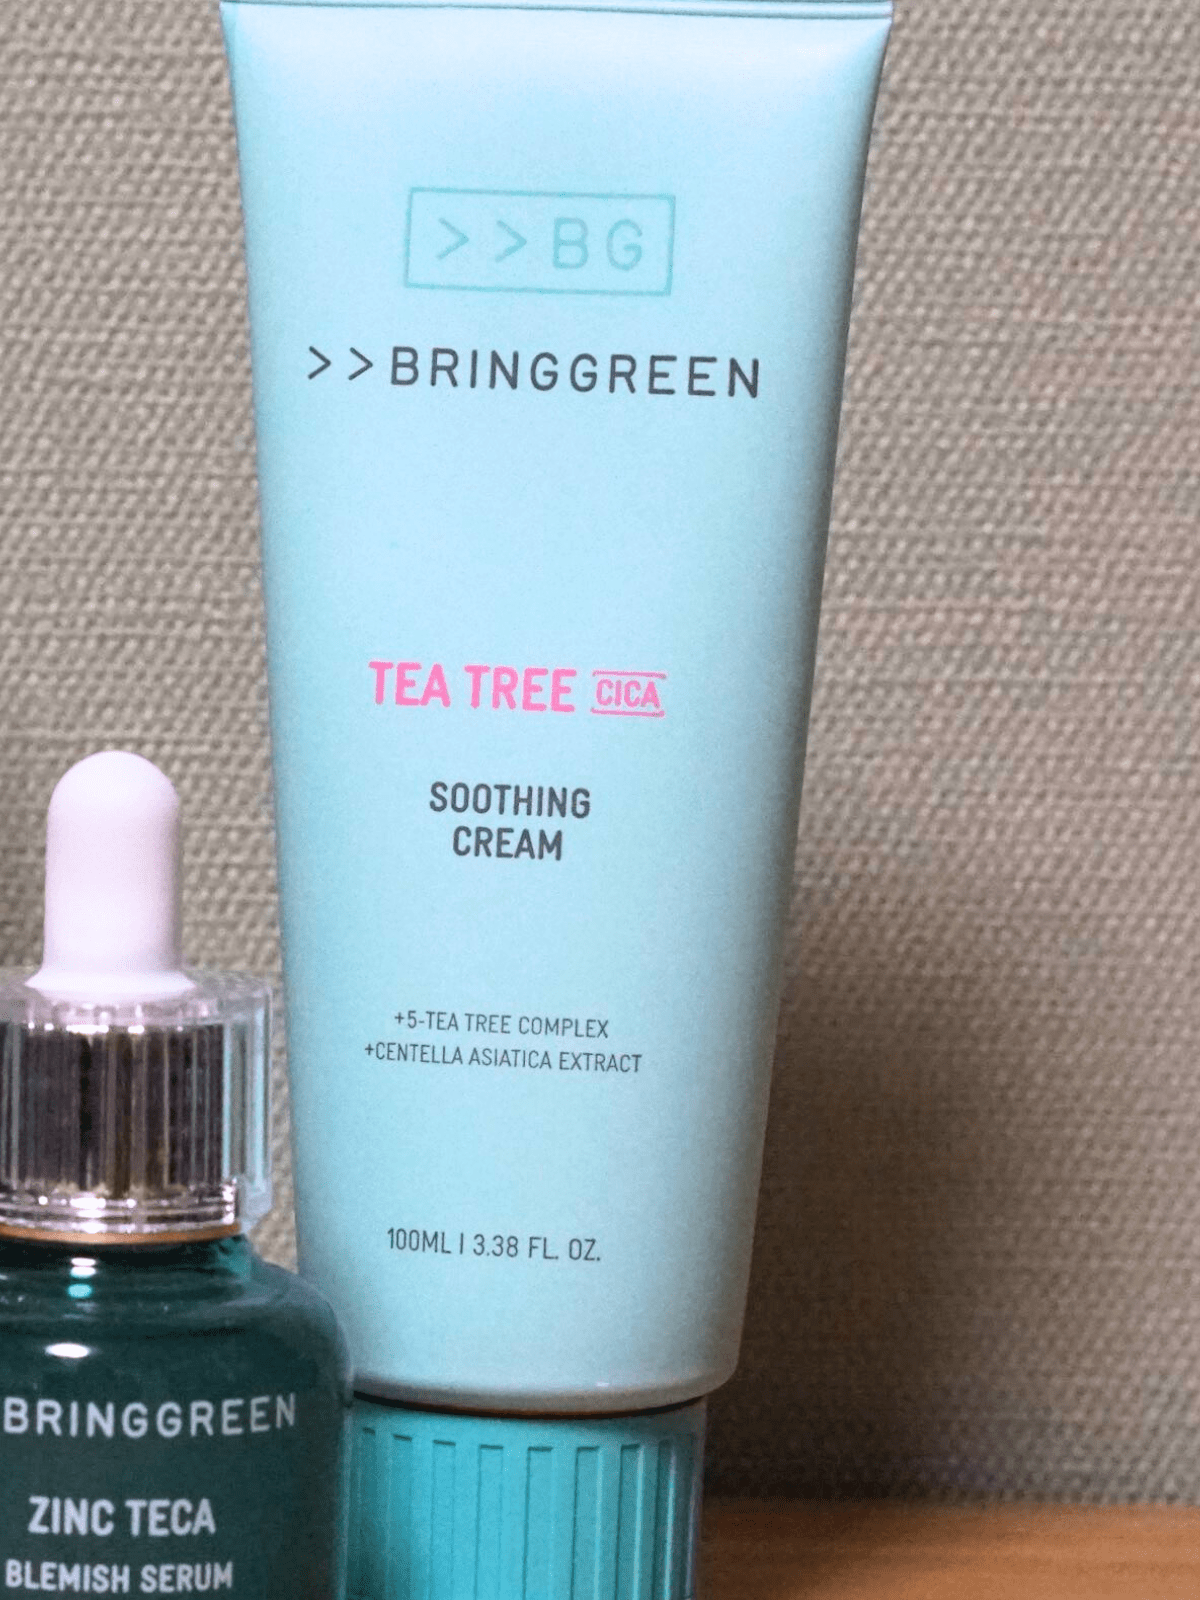 >>BG
>>BRINGGREEN
TEA TREE CICA
SOOTHING
CREAM
+5-TEA TREE COMPLEX
+CENTELLA ASIATICA EXTRACT
100ML I 3.38 FL. OZ.
BRINGGREEN
ZINC TECA
BLEMISH SERUM